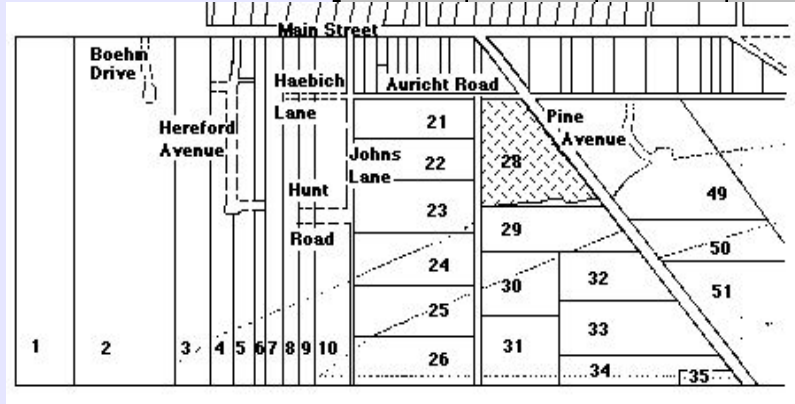 Main Street
Boehm
Drive
Haebich
Lane
Auricht Road
Hereford
Avenue
Pine
Avenue
Johns
Lane
Hunt
Road
21
22
23
24
25
26
28
29
30
31
32
33
34
35
49
50
51
1
2
3
4
5
6
7
8
9
10